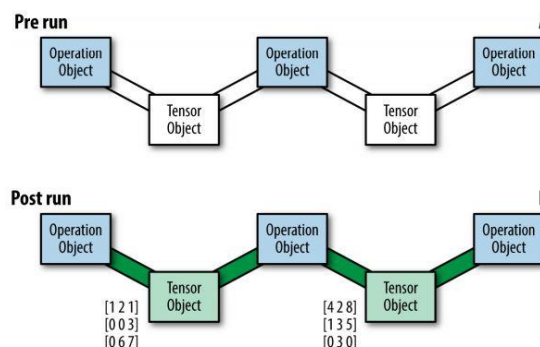 Pre run
Operation Object
Operation Object
Operation Object
Tensor Object
Tensor Object
Post run
Operation Object
Operation Object
Operation Object
Tensor Object
Tensor Object
[1 2 1]
[0 0 3]
[0 6 7]
[4 2 8]
[1 3 5]
[0 3 0]